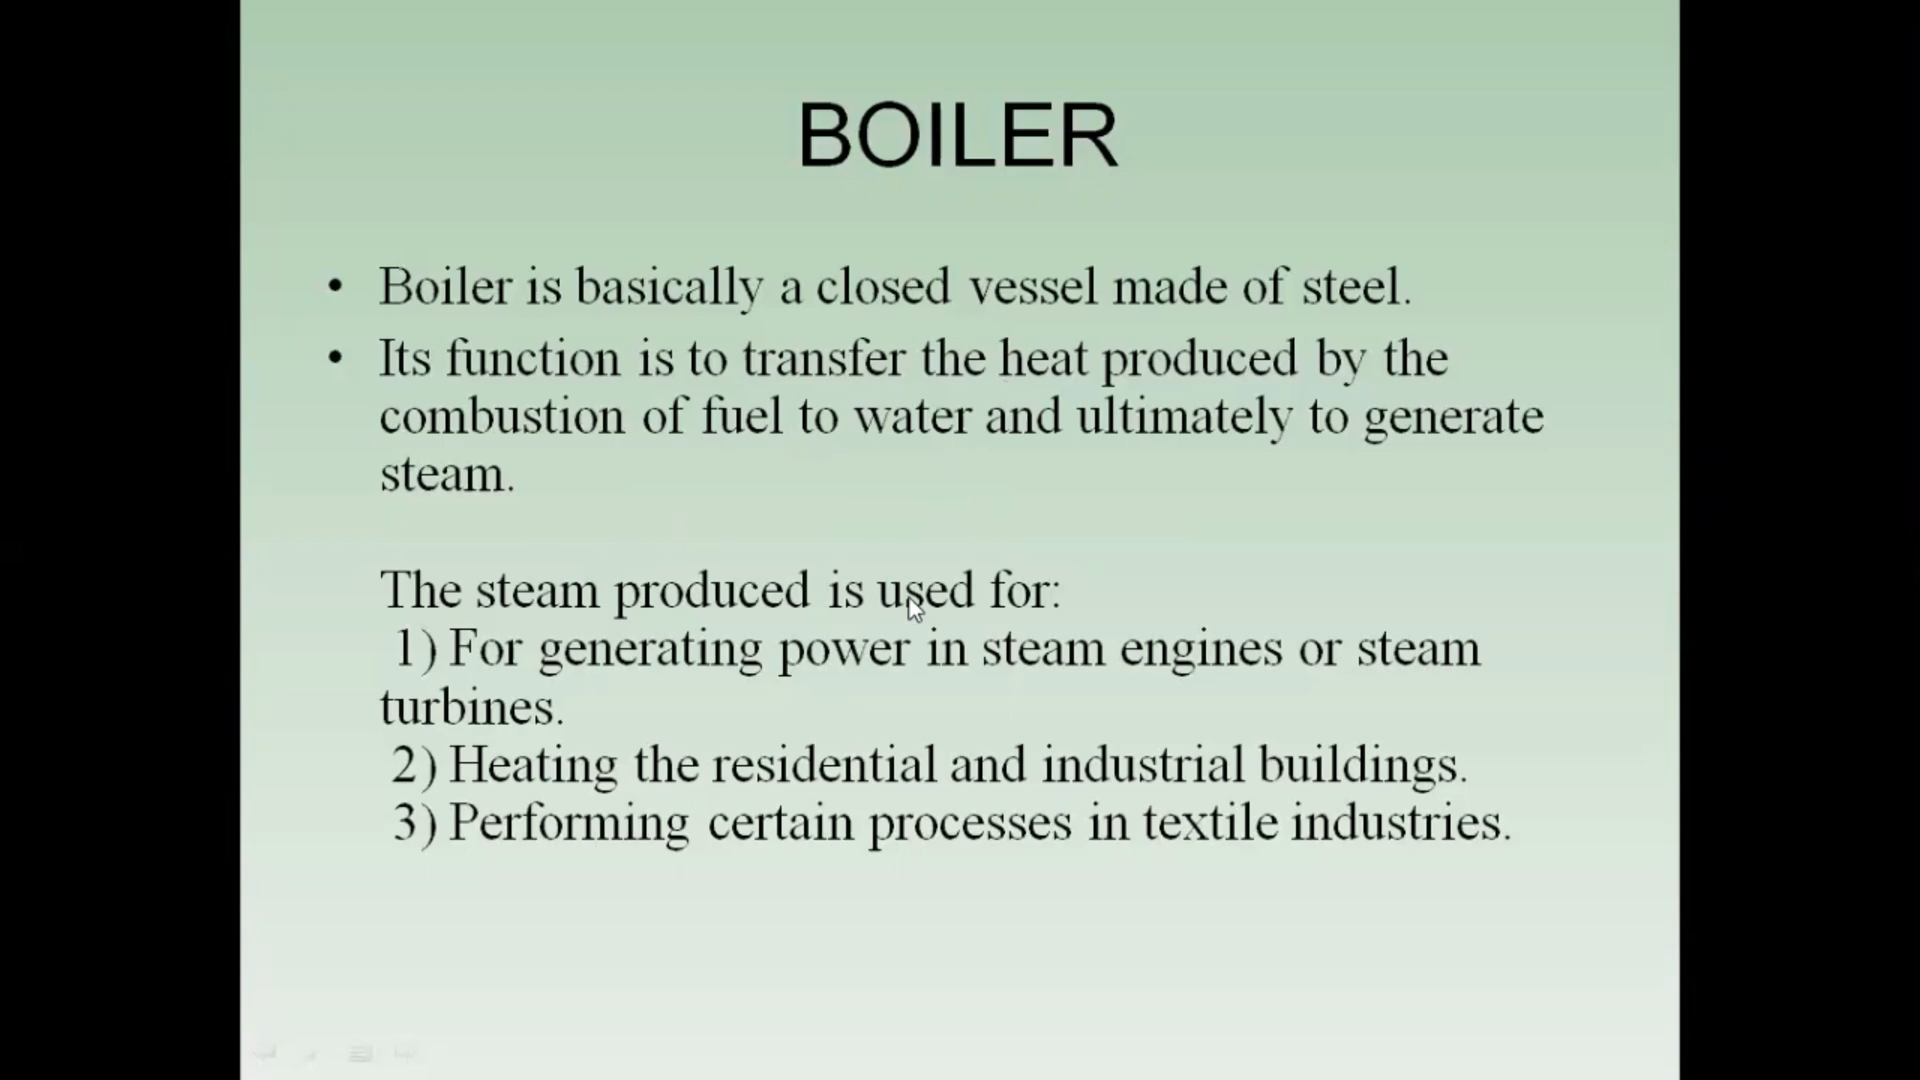 BOILER
• Boiler is basically a closed vessel made of steel.
• Its function is to transfer the heat produced by the
combustion of fuel to water and ultimately to generate
steam.
The steam produced is used for:
1) For generating power in steam engines or steam
turbines.
2) Heating the residential and industrial buildings.
3) Performing certain processes in textile industries.